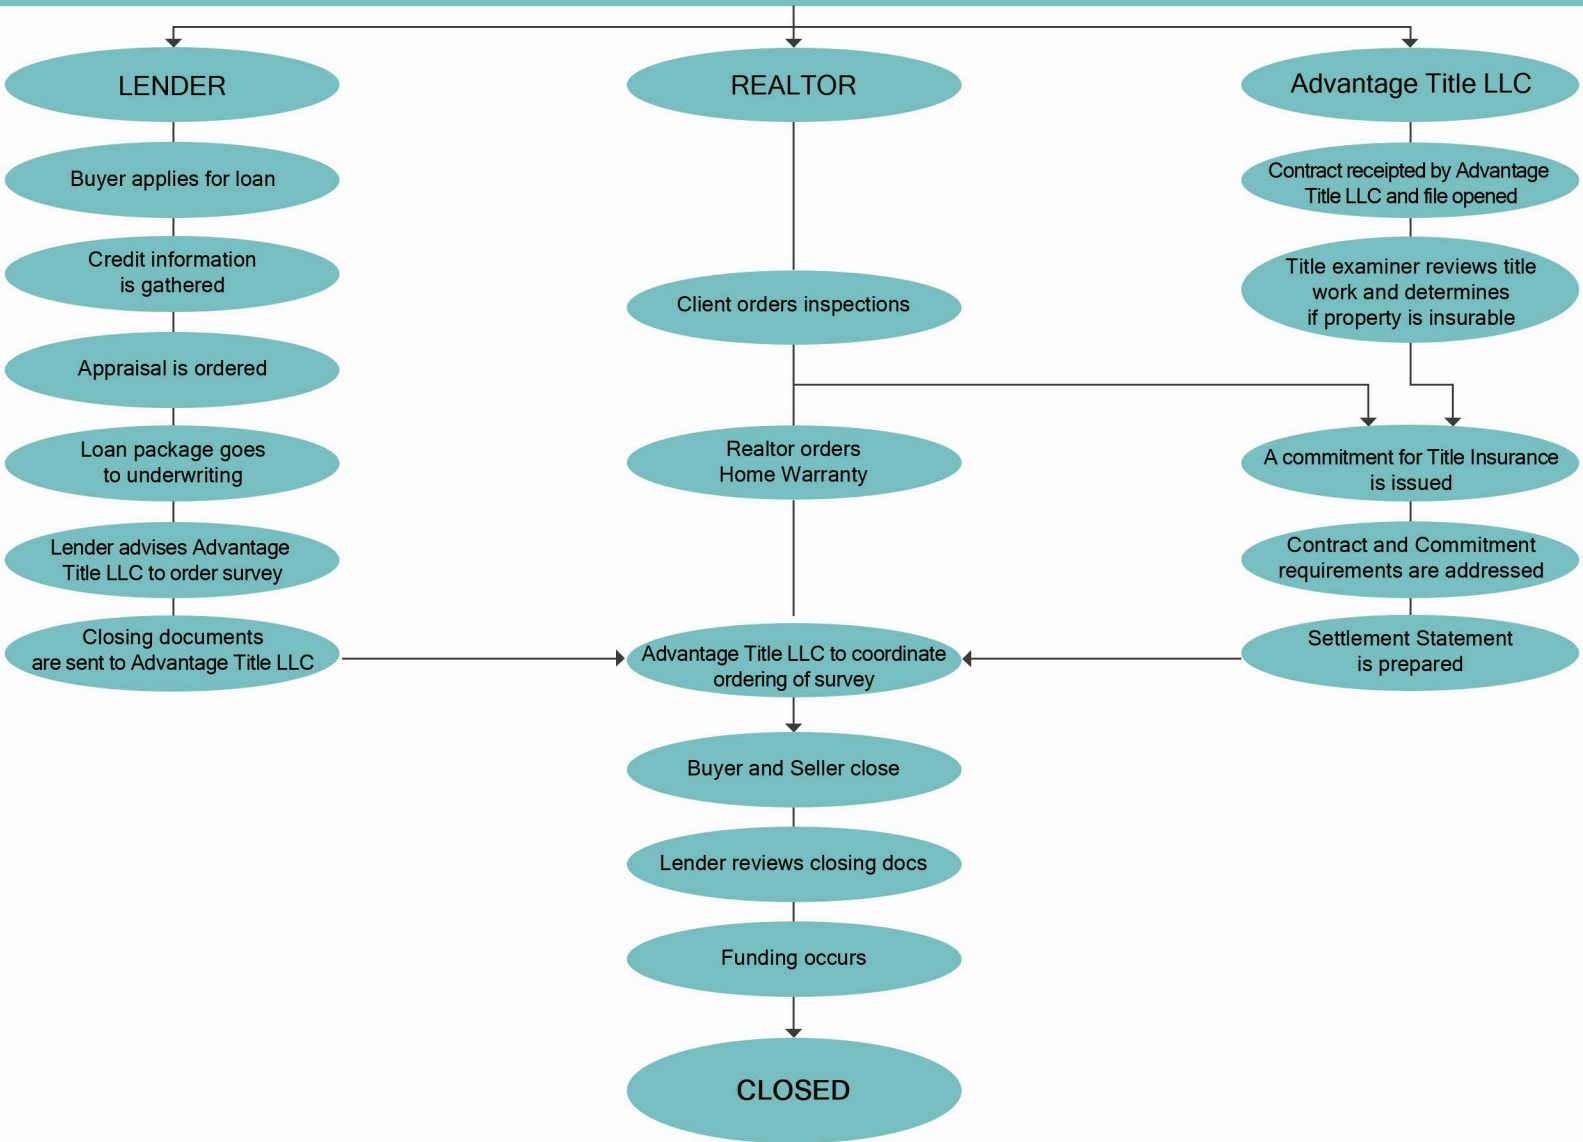 LENDER
REALTOR
Advantage Title LLC
Buyer applies for loan
Credit information
is gathered
Appraisal is ordered
Loan package goes
to underwriting
Lender advises Advantage
Title LLC to order survey
Closing documents
are sent to Advantage Title LLC
Client orders inspections
Realtor orders
Home Warranty
Contract receipted by Advantage
Title LLC and file opened
Title examiner reviews title
work and determines
if property is insurable
A commitment for Title Insurance
is issued
Contract and Commitment
requirements are addressed
Settlement Statement
is prepared
Advantage Title LLC to coordinate
ordering of survey
Buyer and Seller close
Lender reviews closing docs
Funding occurs
CLOSED